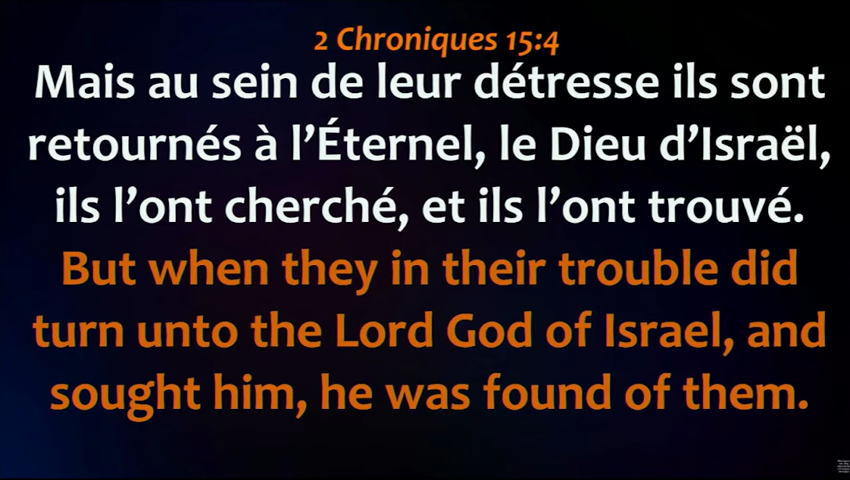 2 Chroniques 15:4
Mais au sein de leur détresse ils sont
retournés à l’Éternel, le Dieu d’Israël,
ils l’ont cherché, et ils l’ont trouvé.
But when they in their trouble did
turn unto the Lord God of Israel, and
sought him, he was found of them.